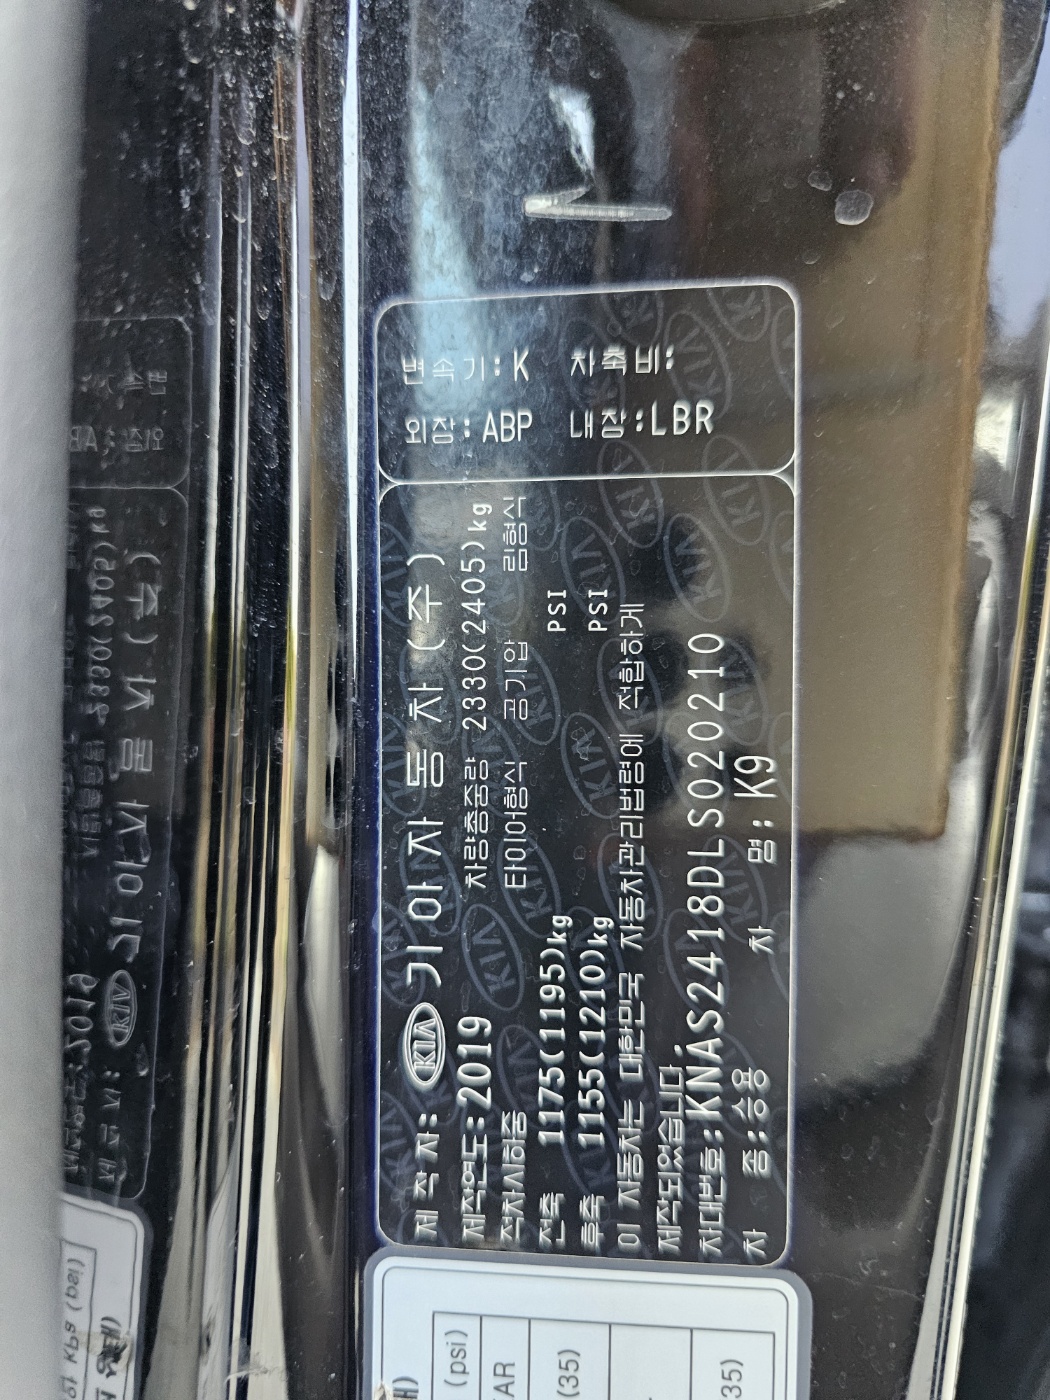 제 작 자: KIA 기아자동차(주)
제작연도:2019 차량총중량 2330(2405)kg
적차시하중 타이어형식 공기압 림형식
전축 1175(1195)kg PSI
후축 1155(1210)kg PSI
이 자동차는 대한민국 자동차관리법령에 적합하게
제작되었습니다
차대번호:KNAS2418DLS020210
차 종:승용 차 명: K9
변속기:K 차축비:
외장:ABP 내장:LBR
(psi)
(35)
35)